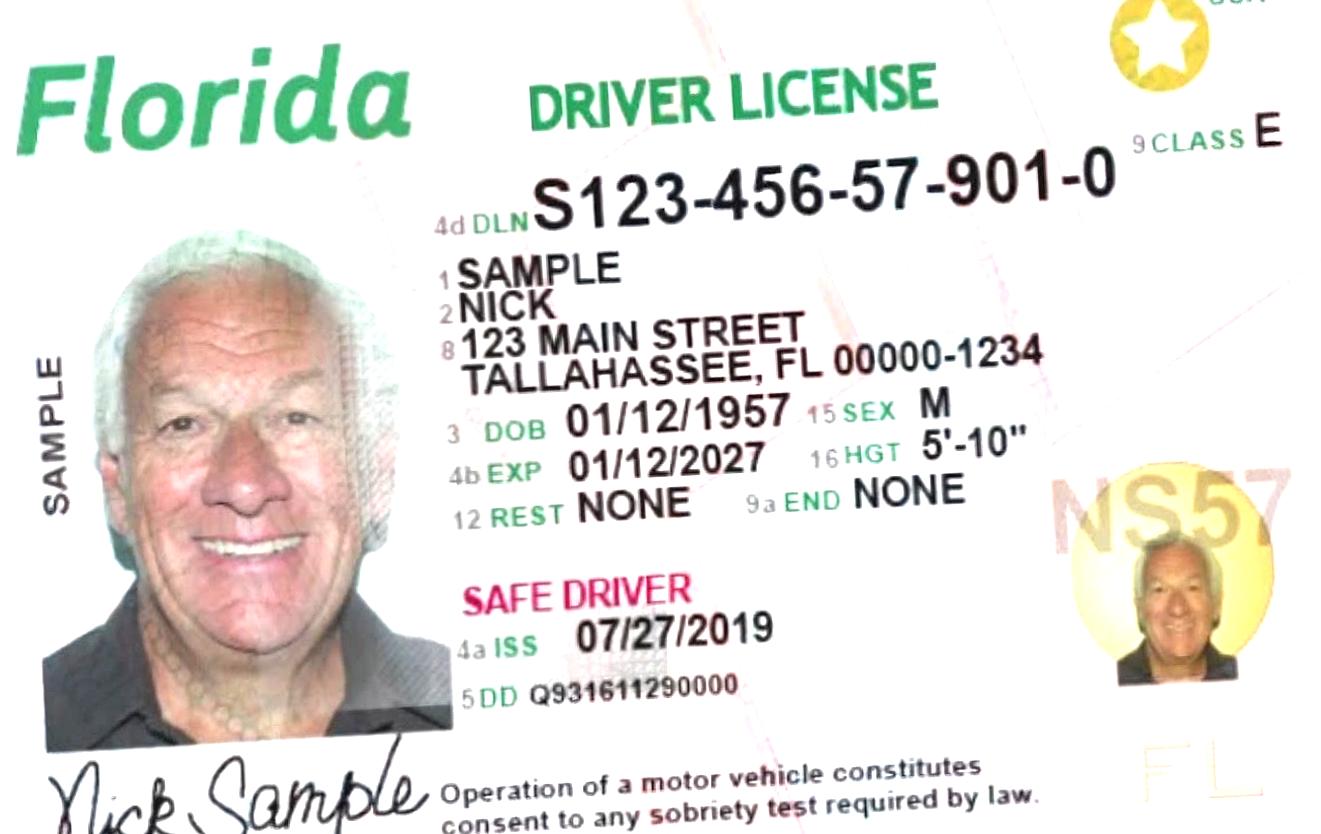 Florida
DRIVER LICENSE
9 CLASS E
4d DLN S123-456-57-901-0
1 SAMPLE
2 NICK
8 123 MAIN STREET
TALLAHASSEE, FL 00000-1234
3 DOB 01/12/1957 15 SEX M
4b EXP 01/12/2027 16 HGT 5'-10"
12 REST NONE 9a END NONE
SAMPLE
NS57
SAFE DRIVER
4a ISS 07/27/2019
5 DD Q931611290000
FL
Nick Sample
Operation of a motor vehicle constitutes
consent to any sobriety test required by law.